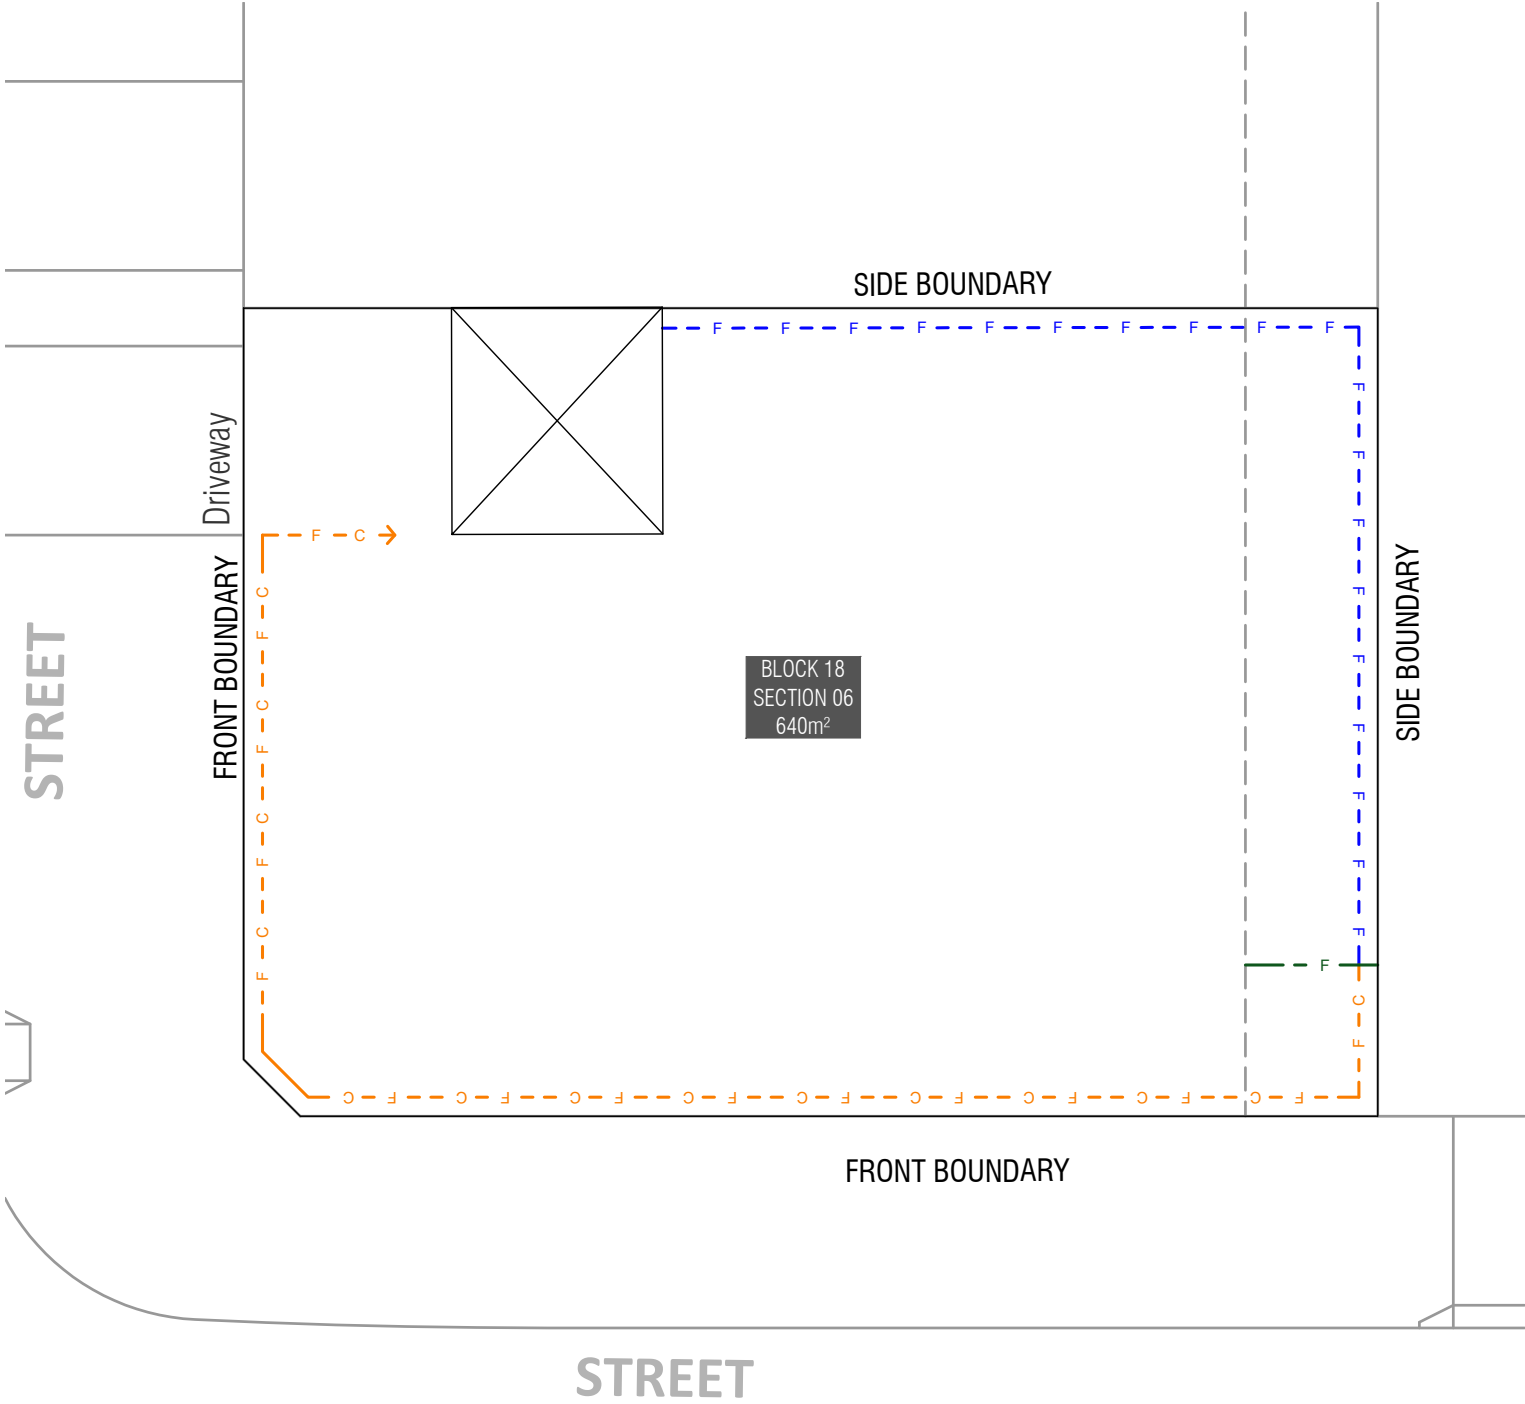 SIDE BOUNDARY
F F F F F F F F F F
F F F F F F F F F
Driveway
F C
C F C F C F C F
FRONT BOUNDARY
STREET
BLOCK 18
SECTION 06
640m²
SIDE BOUNDARY
F
C F
C F C F C F C F C F C F C F C F C F
FRONT BOUNDARY
STREET